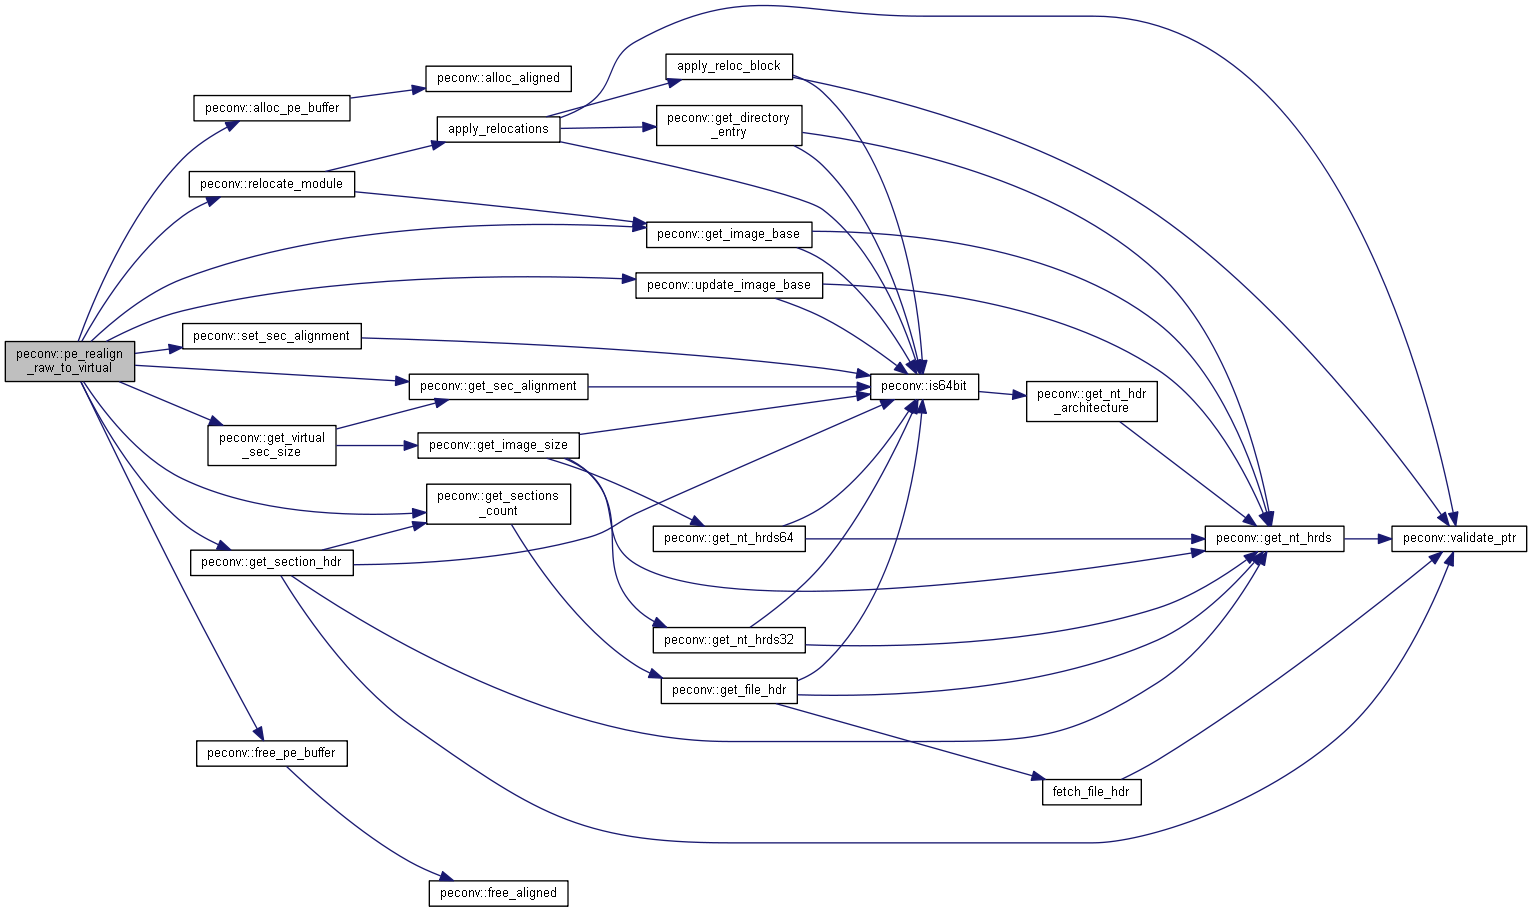 peconv::pe_realign
_raw_to_virtual
peconv::alloc_pe_buffer
peconv::alloc_aligned
peconv::relocate_module
apply_relocations
apply_reloc_block
peconv::get_directory
_entry
peconv::get_image_base
peconv::update_image_base
peconv::set_sec_alignment
peconv::get_sec_alignment
peconv::get_virtual
_sec_size
peconv::get_image_size
peconv::get_sections
_count
peconv::get_section_hdr
peconv::get_nt_hrds64
peconv::get_nt_hrds32
peconv::get_file_hdr
peconv::is64bit
peconv::get_nt_hdr
_architecture
peconv::get_nt_hrds
peconv::validate_ptr
fetch_file_hdr
peconv::free_pe_buffer
peconv::free_aligned